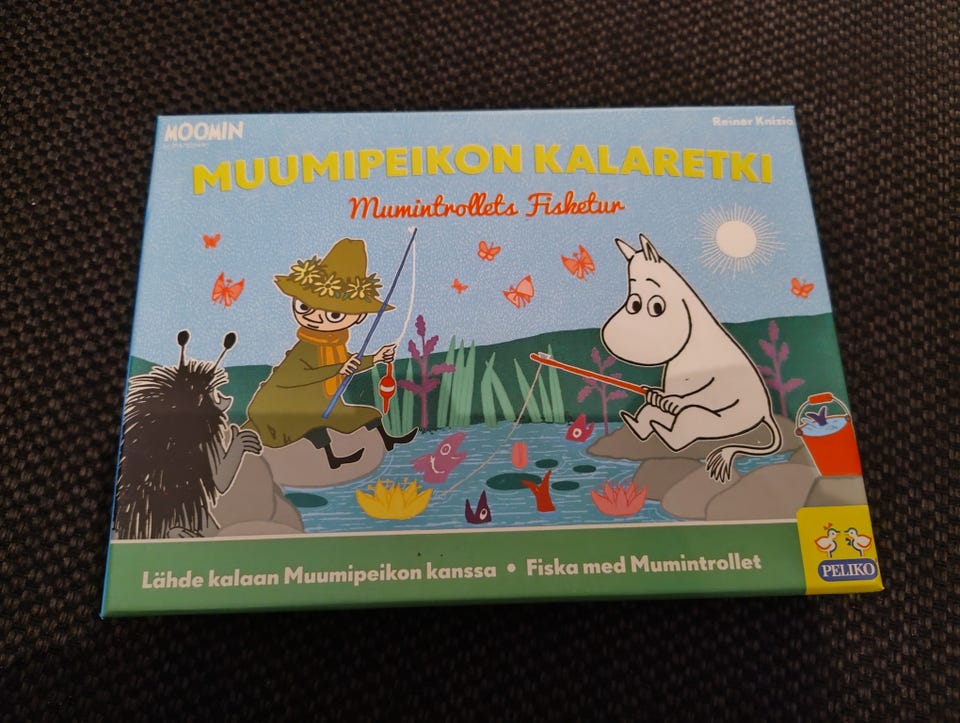 MOOMIN
Reiner Knizia
MUUMIPEIKON KALARETKI
Mumintrollets Fisketur
Lähde kalaan Muumipeikon kanssa • Fiska med Mumintrollet
PELIKO